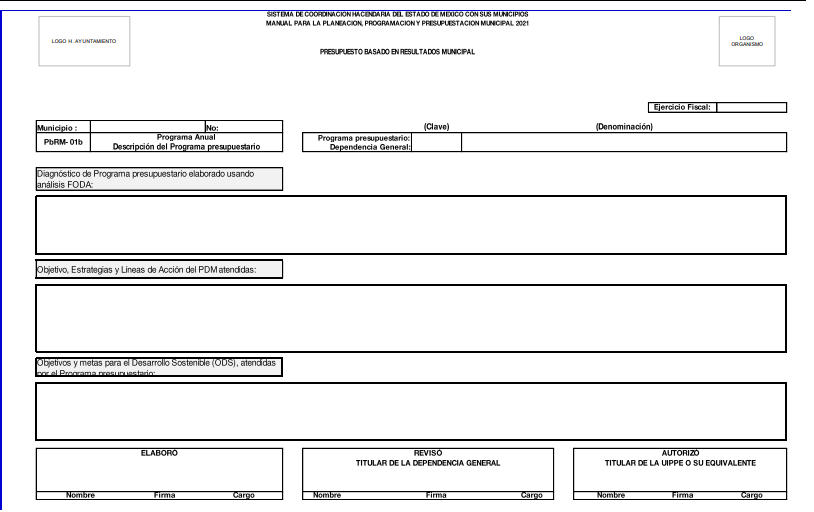 SISTEMA DE COORDINACION HACENDARIA DEL ESTADO DE MEXICO CON SUS MUNICIPIOS
MANUAL PARA LA PLANEACION, PROGRAMACION Y PRESUPUESTACION MUNICIPAL 2021
LOGO H. AYUNTAMIENTO
LOGO
ORGANISMO
PRESUPUESTO BASADO EN RESULTADOS MUNICIPAL
Ejercicio Fiscal:
Municipio : No:
(Clave) (Denominación)
PbRM- 01b
Programa Anual
Descripción del Programa presupuestario
Programa presupuestario:
Dependencia General:
Diagnóstico de Programa presupuestario elaborado usando
análisis FODA:
Objetivo, Estrategias y Líneas de Acción del PDM atendidas:
Objetivos y metas para el Desarrollo Sostenible (ODS), atendidas
por el Programa presupuestario:
ELABORÓ
Nombre Firma Cargo
REVISÓ
TITULAR DE LA DEPENDENCIA GENERAL
Nombre Firma Cargo
AUTORIZÓ
TITULAR DE LA UIPPE O SU EQUIVALENTE
Nombre Firma Cargo